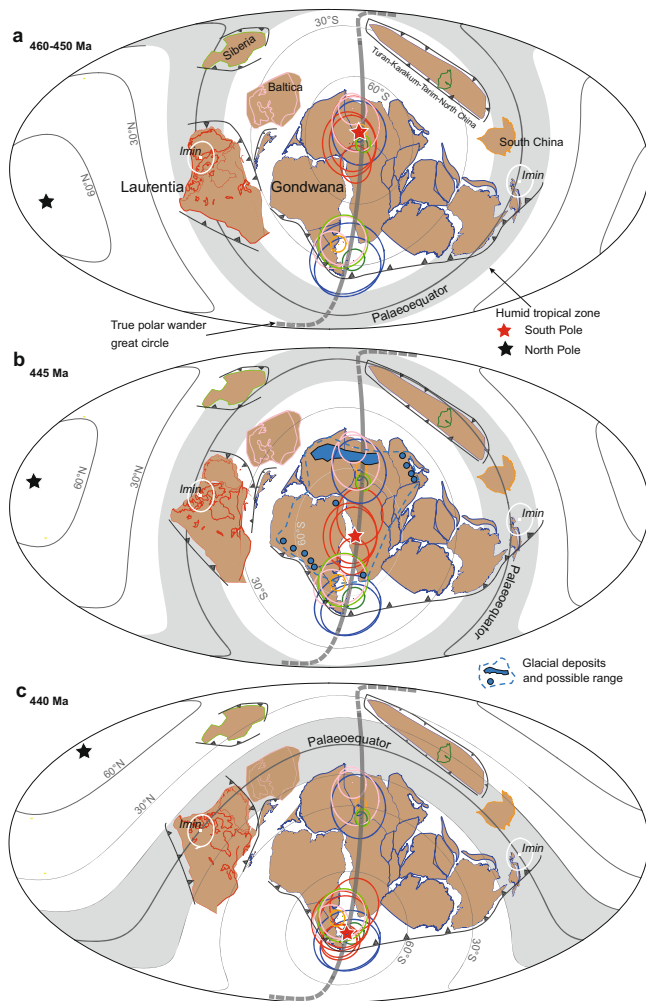 a
460-450 Ma
30°S
Siberia
Turan-Karakum-Tarim-North China
Baltica
60°S
30°N
South China
Imin
Imin
60°N
Laurentia
Gondwana
Palaeoequator
Humid tropical zone
True polar wander
great circle
South Pole
North Pole
b
445 Ma
60°N
30°N
Imin
Imin
60°S
30°S
Palaeoequator
Glacial deposits
and possible range
c
440 Ma
Palaeoequator
60°N
30°N
Imin
Imin
60°S
30°S